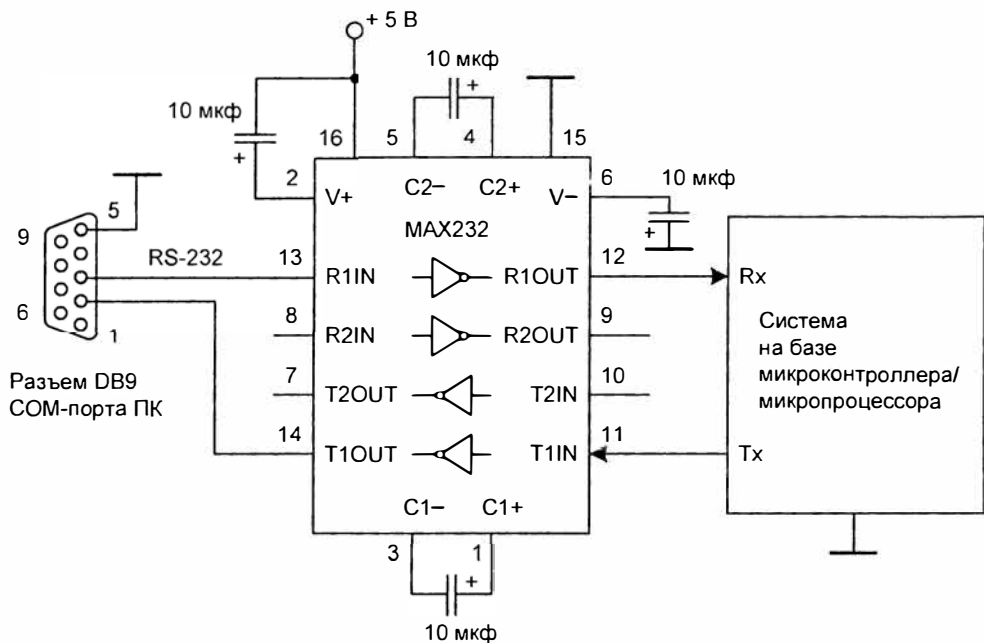 + 5 В
10 мкф
10 мкф
16
5
4
15
2
V+
C2−
C2+
V−
6
10 мкф
MAX232
5
9
6
1
RS-232
13
R1IN
R1OUT
12
Rx
8
R2IN
R2OUT
9
7
T2OUT
T2IN
10
14
T1OUT
T1IN
11
Tx
Разъем DB9
COM-порта ПК
Система
на базе
микроконтроллера/
микропроцессора
C1−
C1+
3
1
10 мкф
+
+
+
+